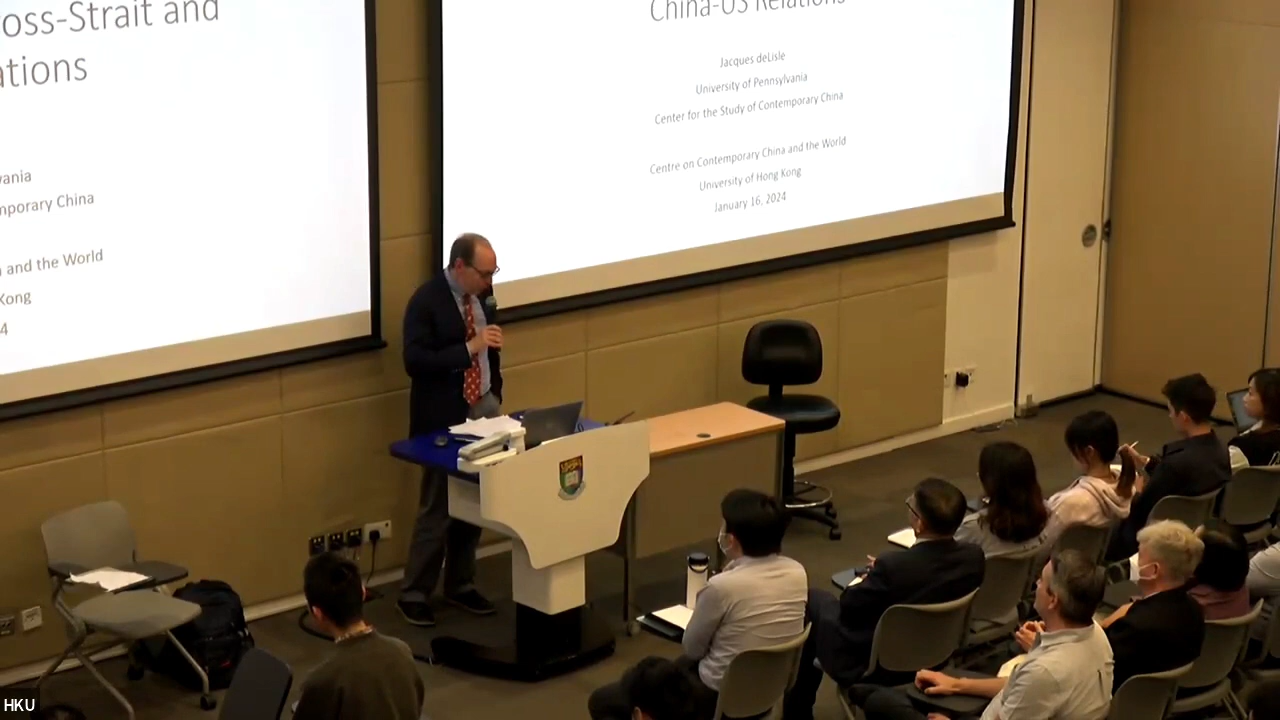 oss-Strait and
ations
vania
mporary China
and the World
Kong
4
China-US Relations
Jacques deLisle
University of Pennsylvania
Center for the Study of Contemporary China
Centre on Contemporary China and the World
University of Hong Kong
January 16, 2024
HKU